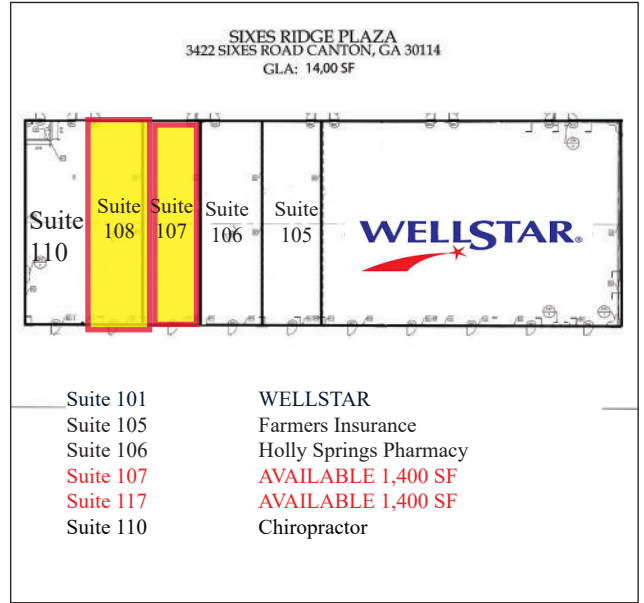 SIXES RIDGE PLAZA
3422 SIXES ROAD CANTON, GA 30114
GLA: 14,00 SF
Suite 110
Suite 108
Suite 107
Suite 106
Suite 105
WELLSTAR®
Suite 101 WELLSTAR
Suite 105 Farmers Insurance
Suite 106 Holly Springs Pharmacy
Suite 107 AVAILABLE 1,400 SF
Suite 117 AVAILABLE 1,400 SF
Suite 110 Chiropractor